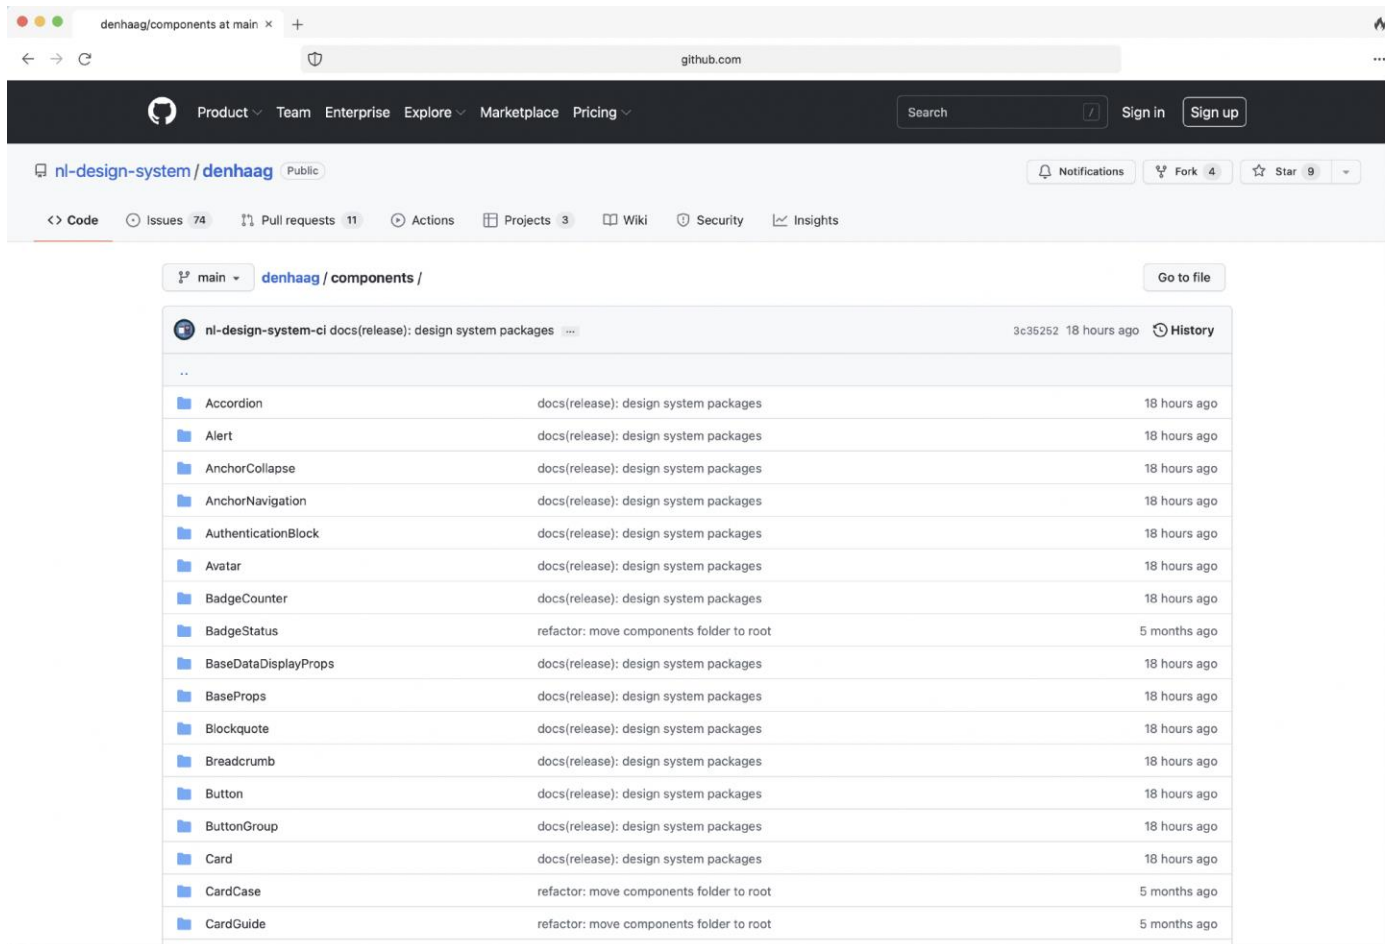 denhaag/components at main × +
github.com
Product Team Enterprise Explore Marketplace Pricing Search / Sign in Sign up
nl-design-system / denhaag Public Notifications Fork 4 Star 9
<> Code Issues 74 Pull requests 11 Actions Projects 3 Wiki Security Insights
main denhaag / components / Go to file
nl-design-system-ci docs(release): design system packages ... 3c35252 18 hours ago History
..
Accordion docs(release): design system packages 18 hours ago
Alert docs(release): design system packages 18 hours ago
AnchorCollapse docs(release): design system packages 18 hours ago
AnchorNavigation docs(release): design system packages 18 hours ago
AuthenticationBlock docs(release): design system packages 18 hours ago
Avatar docs(release): design system packages 18 hours ago
BadgeCounter docs(release): design system packages 18 hours ago
BadgeStatus refactor: move components folder to root 5 months ago
BaseDataDisplayProps docs(release): design system packages 18 hours ago
BaseProps docs(release): design system packages 18 hours ago
Blockquote docs(release): design system packages 18 hours ago
Breadcrumb docs(release): design system packages 18 hours ago
Button docs(release): design system packages 18 hours ago
ButtonGroup docs(release): design system packages 18 hours ago
Card docs(release): design system packages 18 hours ago
CardCase refactor: move components folder to root 5 months ago
CardGuide refactor: move components folder to root 5 months ago